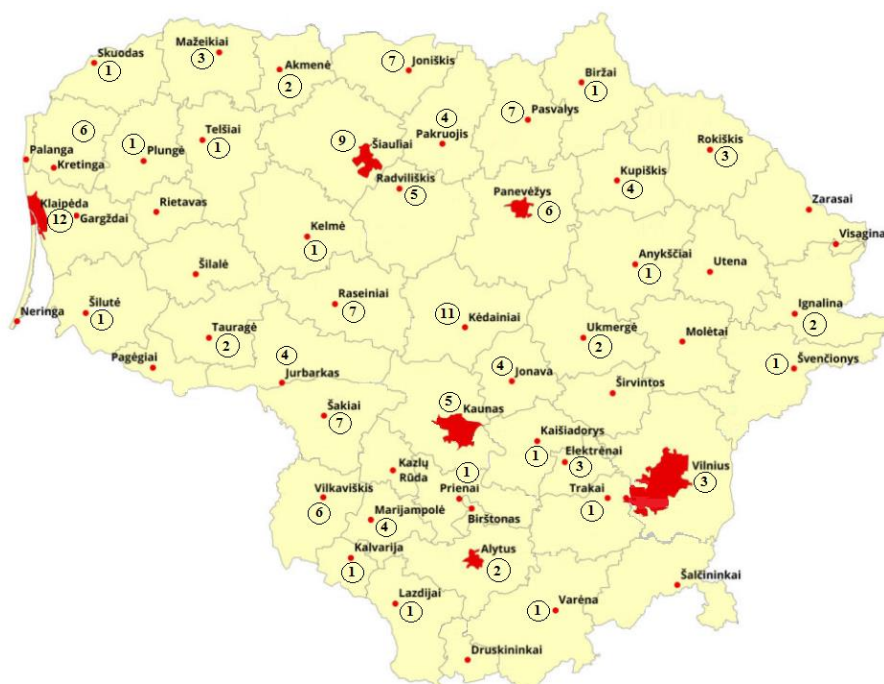 Skuodas
1
Mažeikiai
3
Akmenė
2
7
Joniškis
Biržai
1
6
1
Plungė
Telšiai
1
9
Šiauliai
4
Pakruojis
7
Pasvalys
Rokiškis
3
Palanga
Kretinga
Radviliškis
5
Kupiškis
4
Panevėžys
6
Klaipėda
12
Gargždai
Rietavas
Kelmė
1
Zarasai
Visagina
Anykščiai
1
Utena
Šilalė
Neringa
Šilutė
1
Raseiniai
7
11
Kėdainiai
Ignalina
2
Tauragė
2
Ukmergė
2
Molėtai
Pagėgiai
4
Jurbarkas
4
Jonava
1
Švenčionys
Širvintos
Šakiai
7
5
Kaunas
Kaišiadorys
1
Elektrėnai
3
Vilnius
3
Kazlų
Rūda
1
Prienai
Birštonas
Trakai
1
Vilkaviškis
6
Marijampolė
4
Kalvarija
1
Alytus
2
Šalčininkai
Lazdijai
1
1
Varėna
Druskininkai